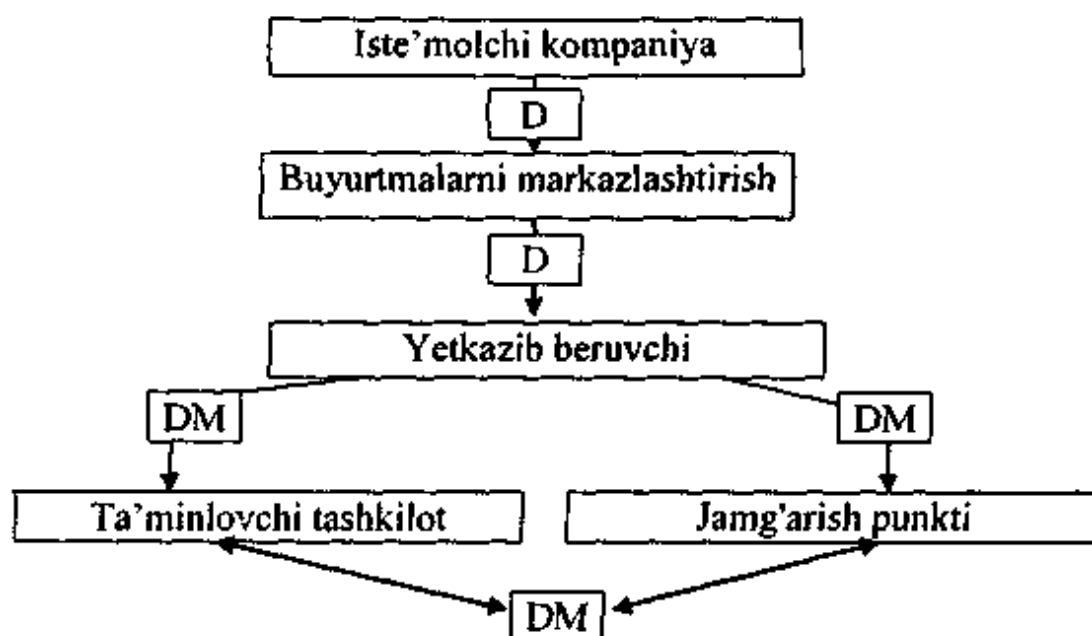 Iste’molchi kompaniya
D
Buyurtmalarni markazlashtirish
D
Yetkazib beruvchi
DM
DM
Ta’minlovchi tashkilot
Jamg'arish punkti
DM